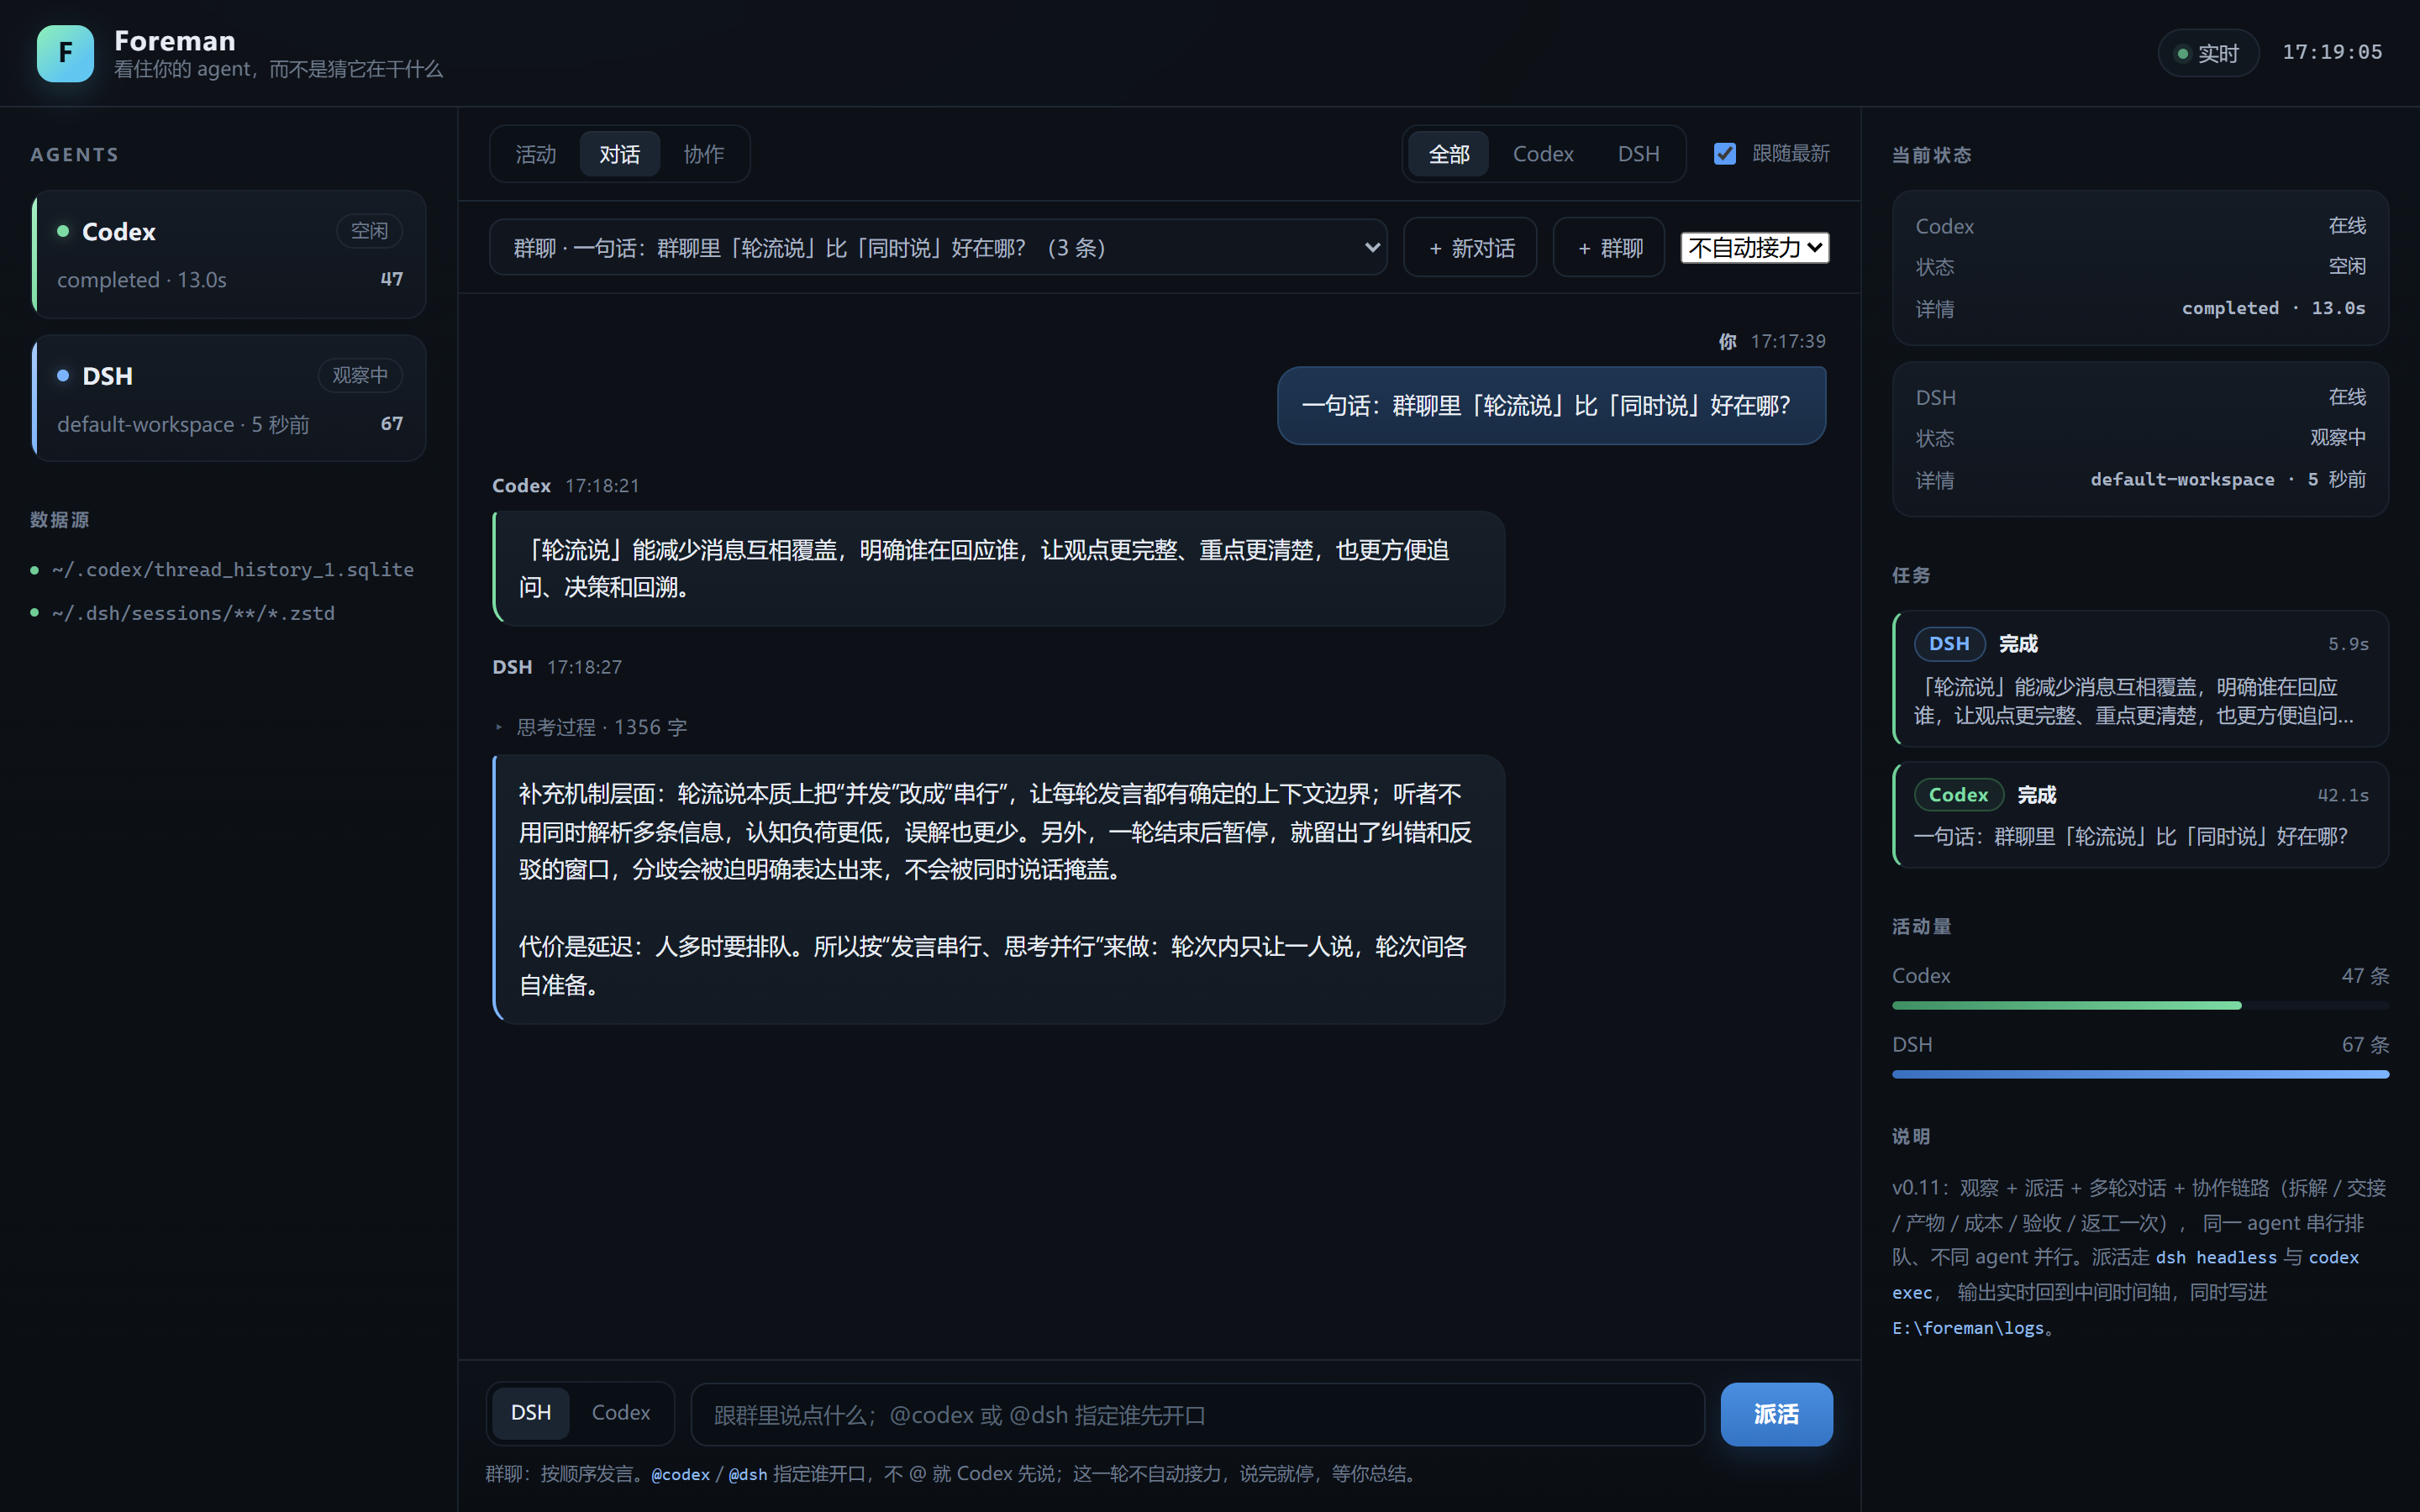 F
Foreman
看住你的 agent，而不是猜它在干什么
实时
17:19:05
AGENTS
Codex
空闲
completed · 13.0s
47
DSH
观察中
default-workspace · 5 秒前
67
数据源
~/.codex/thread_history_1.sqlite
~/.dsh/sessions/**/*.zstd
活动
对话
协作
全部
Codex
DSH
跟随最新
群聊 · 一句话：群聊里「轮流说」比「同时说」好在哪？（3 条）
+ 新对话
+ 群聊
不自动接力
你 17:17:39
一句话：群聊里「轮流说」比「同时说」好在哪？
Codex 17:18:21
「轮流说」能减少消息互相覆盖，明确谁在回应谁，让观点更完整、重点更清楚，也更方便追
问、决策和回溯。
DSH 17:18:27
思考过程 · 1356 字
补充机制层面：轮流说本质上把“并发”改成“串行”，让每轮发言都有确定的上下文边界；听者不
用同时解析多条信息，认知负荷更低，误解也更少。另外，一轮结束后暂停，就留出了纠错和反
驳的窗口，分歧会被迫明确表达出来，不会被同时说话掩盖。
代价是延迟：人多时要排队。所以按“发言串行、思考并行”来做：轮次内只让一人说，轮次间各
自准备。
DSH
Codex
跟群里说点什么；@codex 或 @dsh 指定谁先开口
派活
群聊：按顺序发言。@codex / @dsh 指定谁开口，不 @ 就 Codex 先说；这一轮不自动接力，说完就停，等你总结。
当前状态
Codex
在线
状态
空闲
详情
completed · 13.0s
DSH
在线
状态
观察中
详情
default-workspace · 5 秒前
任务
DSH 完成
5.9s
「轮流说」能减少消息互相覆盖，明确谁在回应
谁，让观点更完整、重点更清楚，也更方便追问…
Codex 完成
42.1s
一句话：群聊里「轮流说」比「同时说」好在哪？
活动量
Codex
47 条
DSH
67 条
说明
v0.11：观察 + 派活 + 多轮对话 + 协作链路（拆解 / 交接
/ 产物 / 成本 / 验收 / 返工一次）， 同一 agent 串行排
队、不同 agent 并行。派活走 dsh headless 与 codex
exec， 输出实时回到中间时间轴，同时写进
E:\foreman\logs。